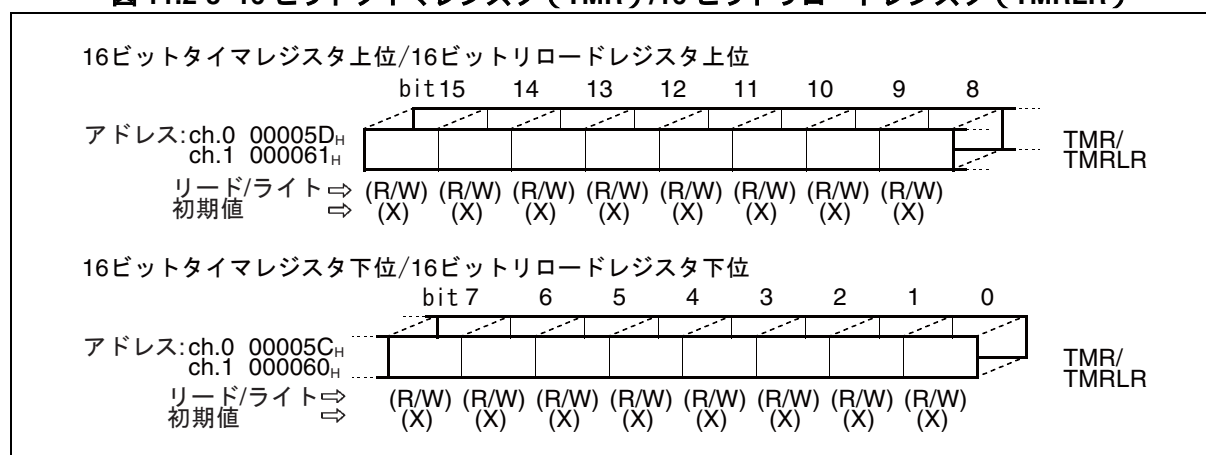 図 11.2-3 16 ビットタイマレジスタ ( TMR ) /16 ビットリロードレジスタ ( TMRLR )
16ビットタイマレジスタ上位/16ビットリロードレジスタ上位
bit15 14 13 12 11 10 9 8
アドレス:ch.0 00005DH
ch.1 000061H
TMR/
TMRLR
リード/ライト⇨ (R/W) (R/W) (R/W) (R/W) (R/W) (R/W) (R/W) (R/W)
初期値 ⇨ (X) (X) (X) (X) (X) (X) (X) (X)
16ビットタイマレジスタ下位/16ビットリロードレジスタ下位
bit 7 6 5 4 3 2 1 0
アドレス:ch.0 00005CH
ch.1 000060H
TMR/
TMRLR
リード/ライト⇨ (R/W) (R/W) (R/W) (R/W) (R/W) (R/W) (R/W) (R/W)
初期値 ⇨ (X) (X) (X) (X) (X) (X) (X) (X)